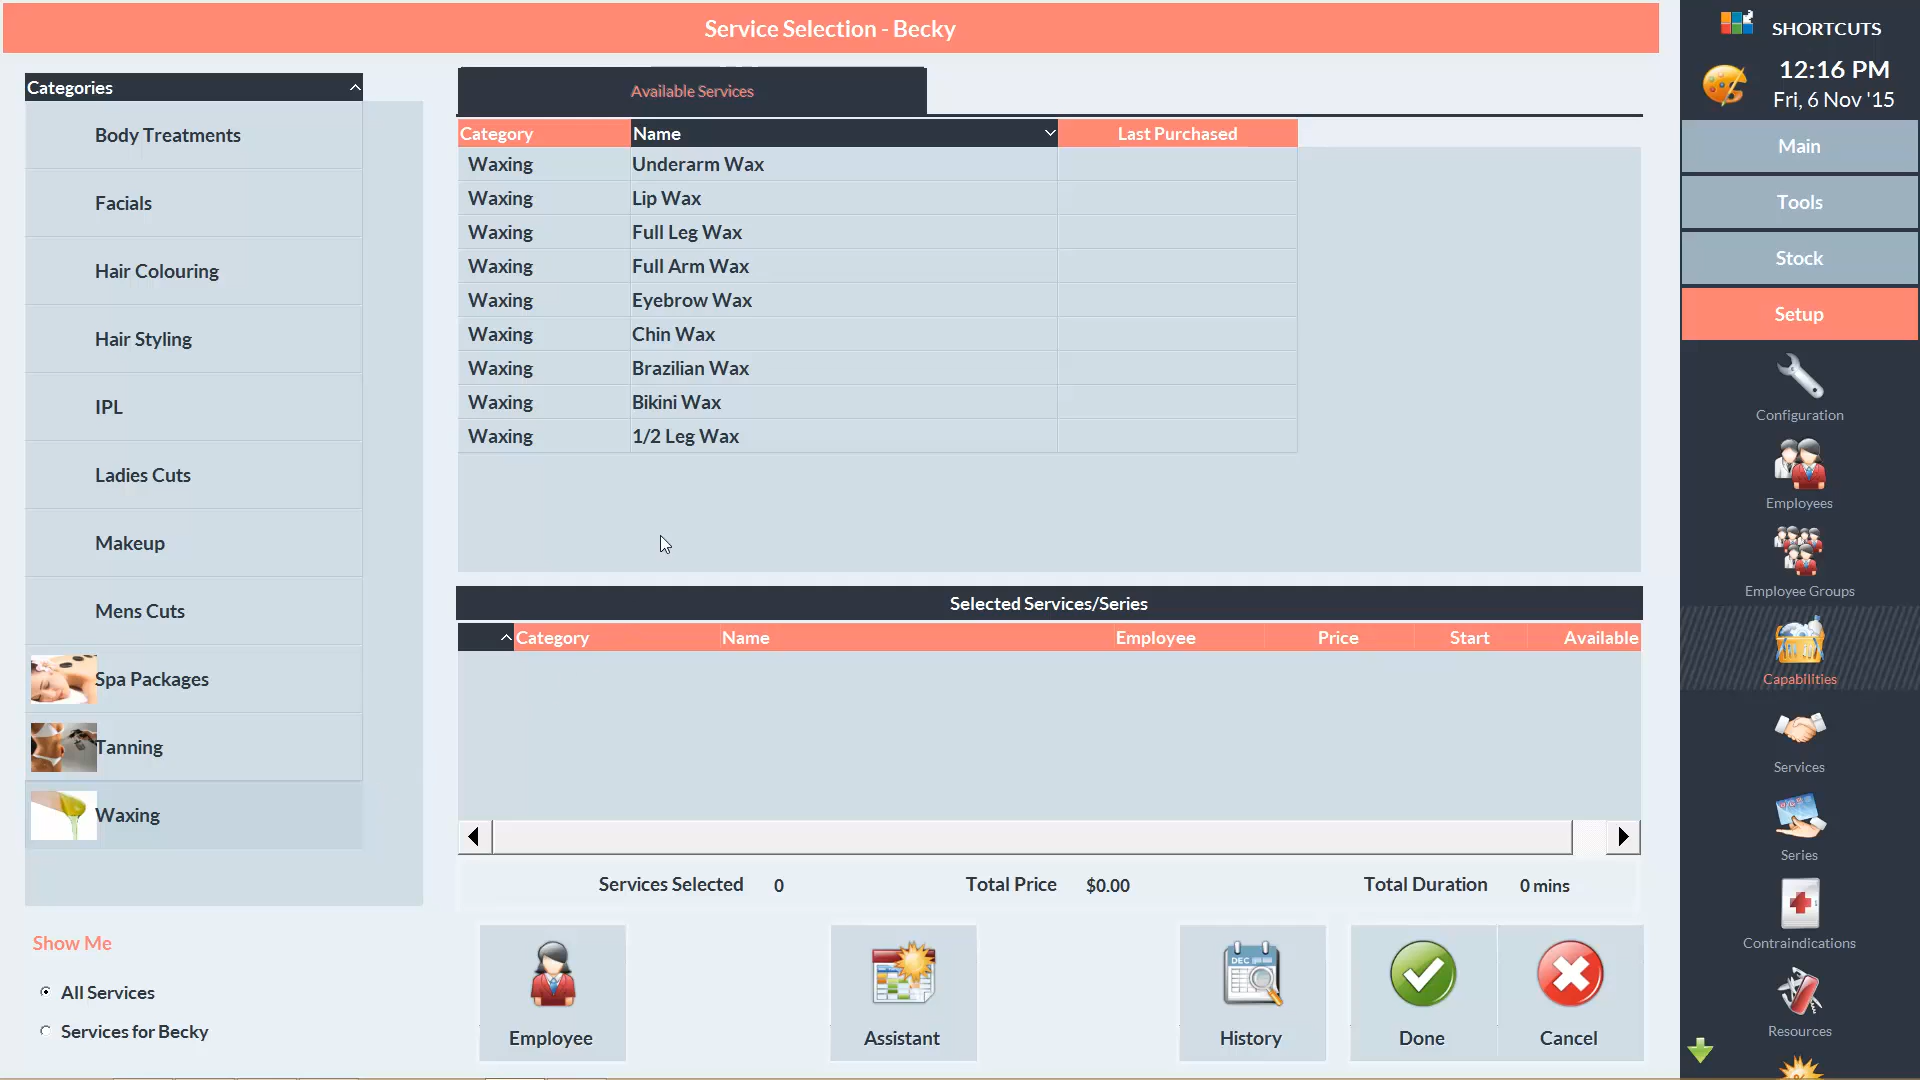 Service Selection - Becky
Categories
Body Treatments
Facials
Hair Colouring
Hair Styling
IPL
Ladies Cuts
Makeup
Mens Cuts
Spa Packages
Tanning
Waxing
Show Me
All Services
Services for Becky
Available Services
Category Name Last Purchased
Waxing Underarm Wax
Waxing Lip Wax
Waxing Full Leg Wax
Waxing Full Arm Wax
Waxing Eyebrow Wax
Waxing Chin Wax
Waxing Brazilian Wax
Waxing Bikini Wax
Waxing 1/2 Leg Wax
Selected Services/Series
Category Name Employee Price Start Available
Services Selected 0 Total Price $0.00 Total Duration 0 mins
Employee
Assistant
DEC
History
Done
Cancel
SHORTCUTS
12:16 PM
Fri, 6 Nov '15
Main
Tools
Stock
Setup
Configuration
Employees
Employee Groups
Capabilities
Services
Series
Contraindications
Resources